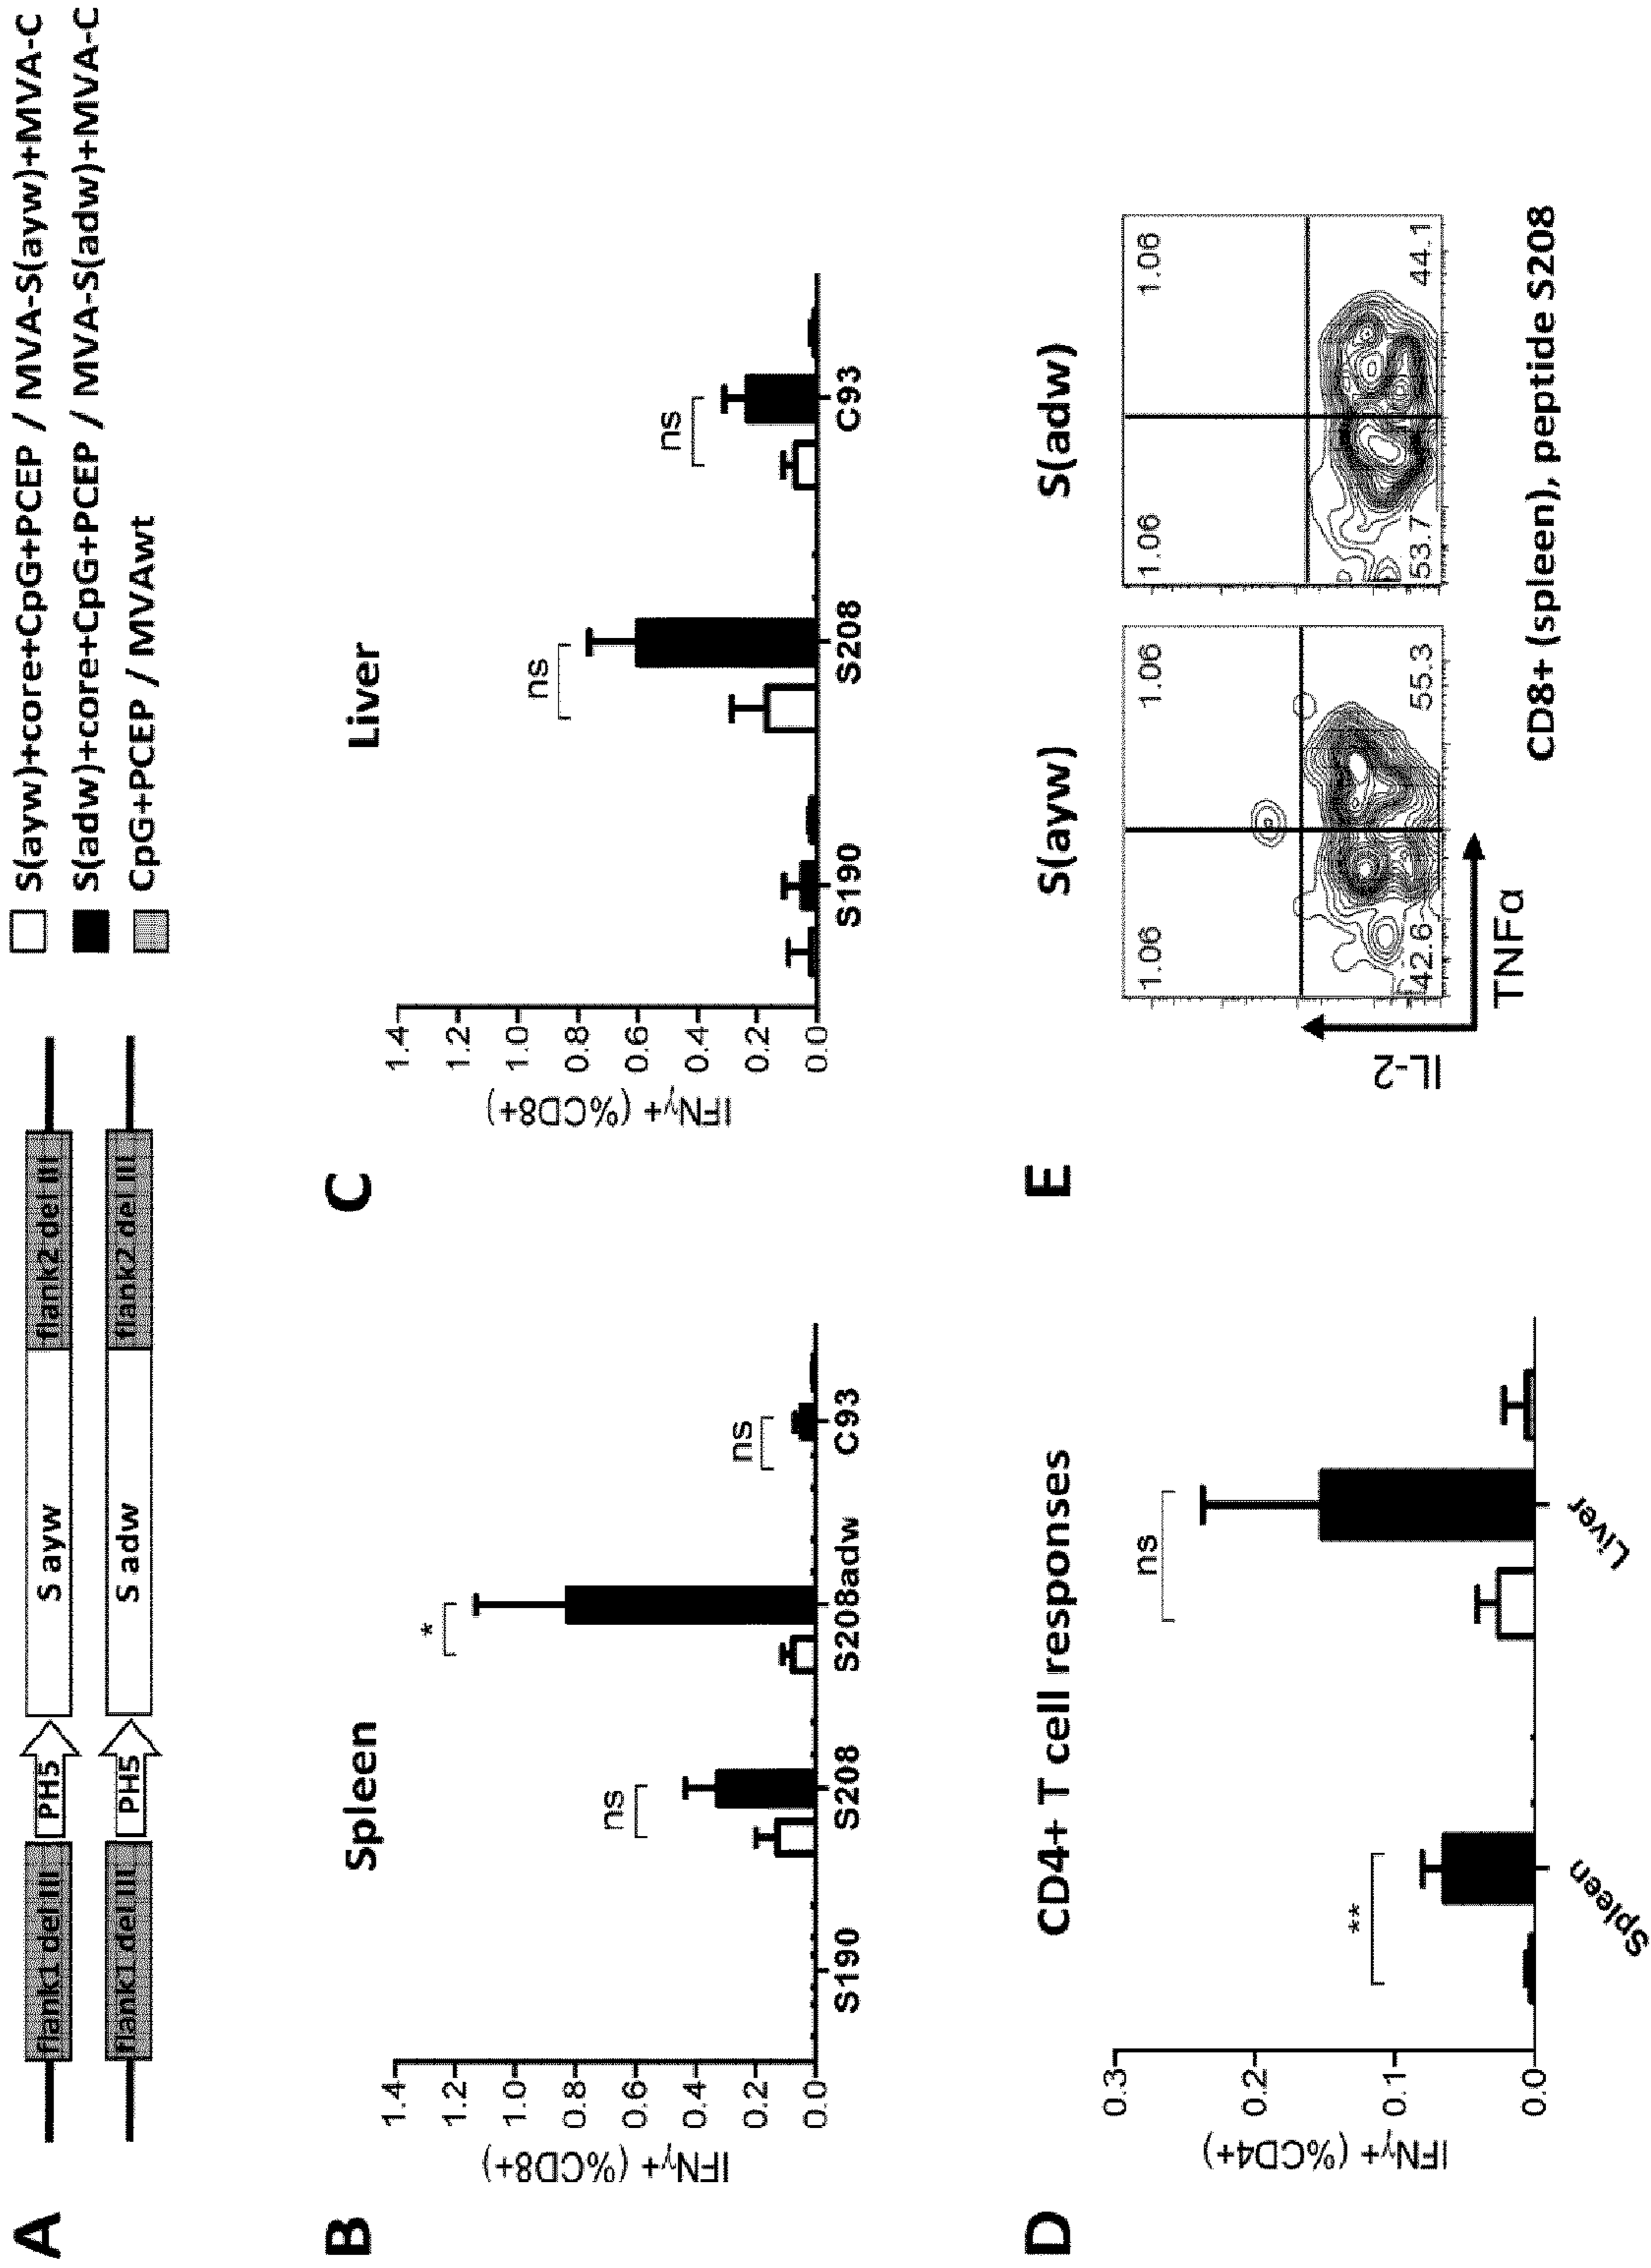 A
flank1 del III
PH5
S ayw
flank2 del III
flank1 del III
PH5
S adw
flank2 del III
S(ayw)+core+CpG+PCEP / MVA-S(ayw)+MVA-C
S(adw)+core+CpG+PCEP / MVA-S(adw)+MVA-C
CpG+PCEP / MVAwt
B
Spleen
IFNγ+ (%CD8+)
1.4
1.2
1.0
0.8
0.6
0.4
0.2
0.0
ns
*
ns
S190
S208
S208adw
C93
C
Liver
IFNγ+ (%CD8+)
1.4
1.2
1.0
0.8
0.6
0.4
0.2
0.0
ns
ns
S190
S208
C93
D
CD4+ T cell responses
IFNγ+ (%CD4+)
0.3
0.2
0.1
0.0
**
ns
Spleen
Liver
E
S(ayw)
S(adw)
1.06
1.06
42.6
55.3
1.06
1.06
53.7
44.1
IL-2
TNFα
CD8+ (spleen), peptide S208